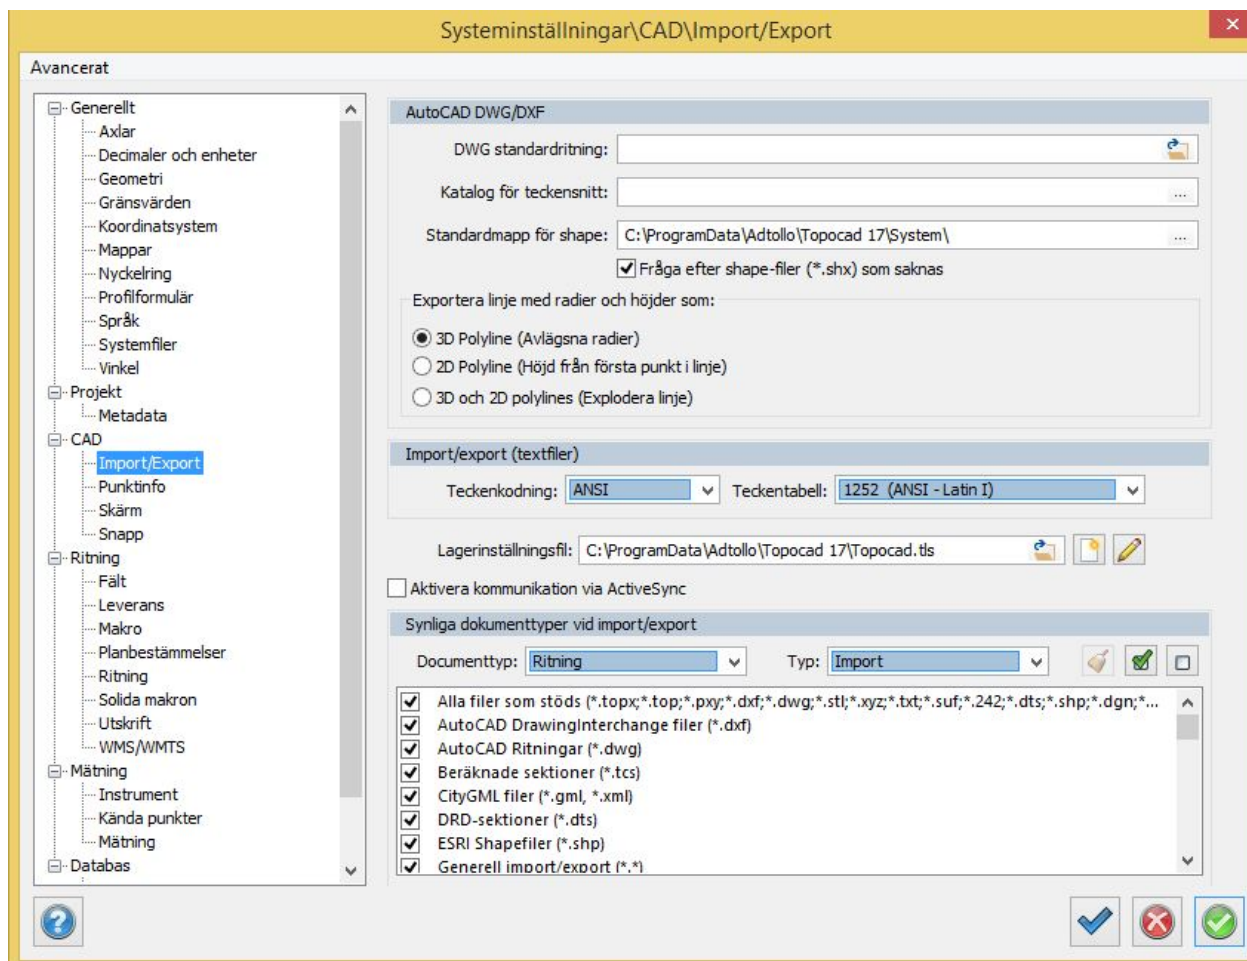 Systeminställningar\CAD\Import/Export
Avancerat
Generellt
Axlar
Decimaler och enheter
Geometri
Gränsvärden
Koordinatsystem
Mappar
Nyckelring
Profilformulär
Språk
Systemfiler
Vinkel
Projekt
Metadata
CAD
Import/Export
Punktinfo
Skärm
Snapp
Ritning
Fält
Leverans
Makro
Planbestämmelser
Ritning
Solida makron
Utskrift
WMS/WMTS
Mätning
Instrument
Kända punkter
Mätning
Databas
AutoCAD DWG/DXF
DWG standardritning:
Katalog för teckensnitt:
...
Standardmapp för shape: C:\ProgramData\Adtollo\Topocad 17\System\ ...
Fråga efter shape-filer (*.shx) som saknas
Exportera linje med radier och höjder som:
3D Polyline (Avlägsna radier)
2D Polyline (Höjd från första punkt i linje)
3D och 2D polylines (Explodera linje)
Import/export (textfiler)
Teckenkodning: ANSI Teckentabell: 1252 (ANSI - Latin I)
Lagerinställningsfil: C:\ProgramData\Adtollo\Topocad 17\Topocad.tls
Aktivera kommunikation via ActiveSync
Synliga dokumenttyper vid import/export
Documenttyp: Ritning Typ: Import
Alla filer som stöds (*.topx;*.top;*.pxy;*.dxf;*.dwg;*.stl;*.xyz;*.txt;*.suf;*.242;*.dts;*.shp;*.dgn;*...
AutoCAD DrawingInterchange filer (*.dxf)
AutoCAD Ritningar (*.dwg)
Beräknade sektioner (*.tcs)
CityGML filer (*.gml, *.xml)
DRD-sektioner (*.dts)
ESRI Shapefiler (*.shp)
Generell import/export (*.*)